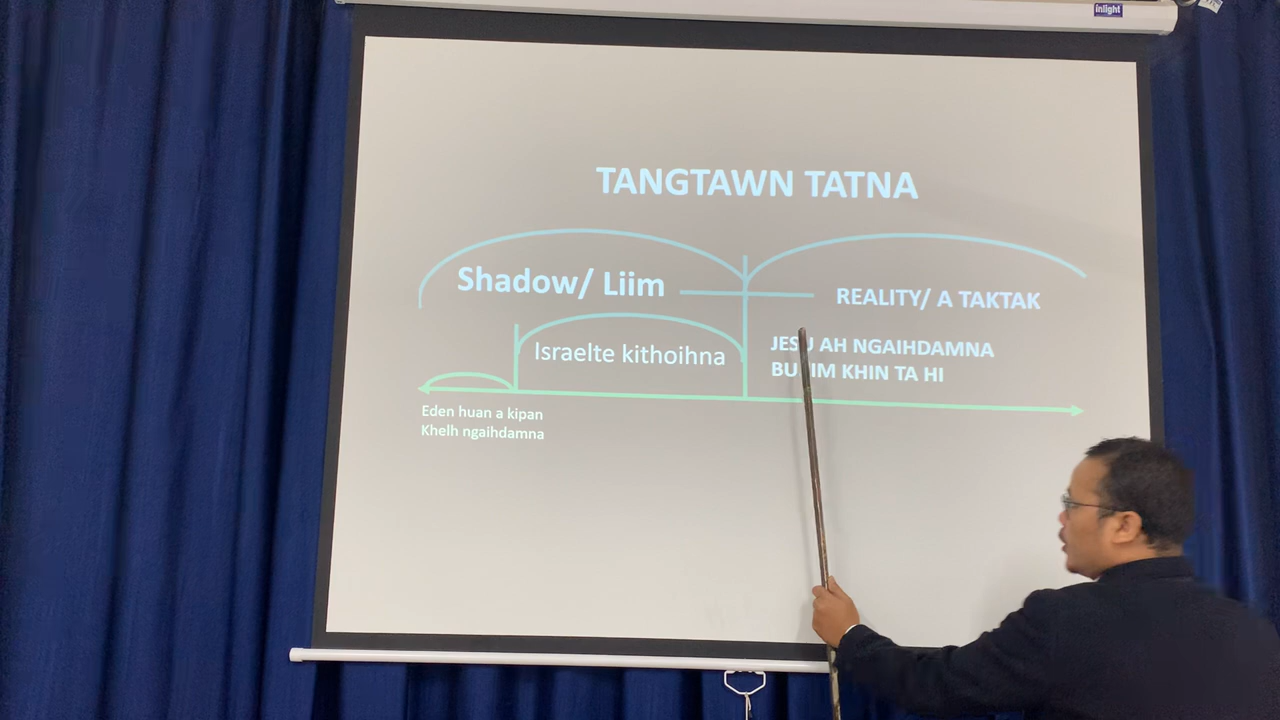 inlight
TANGTAWN TATNA
Shadow/ Liim
REALITY/ A TAKTAK
Israelte kithoihna
JESU AH NGAIHDAMNA
KHIN TA HI
Eden huan a kipan
Khelh ngaihdamna